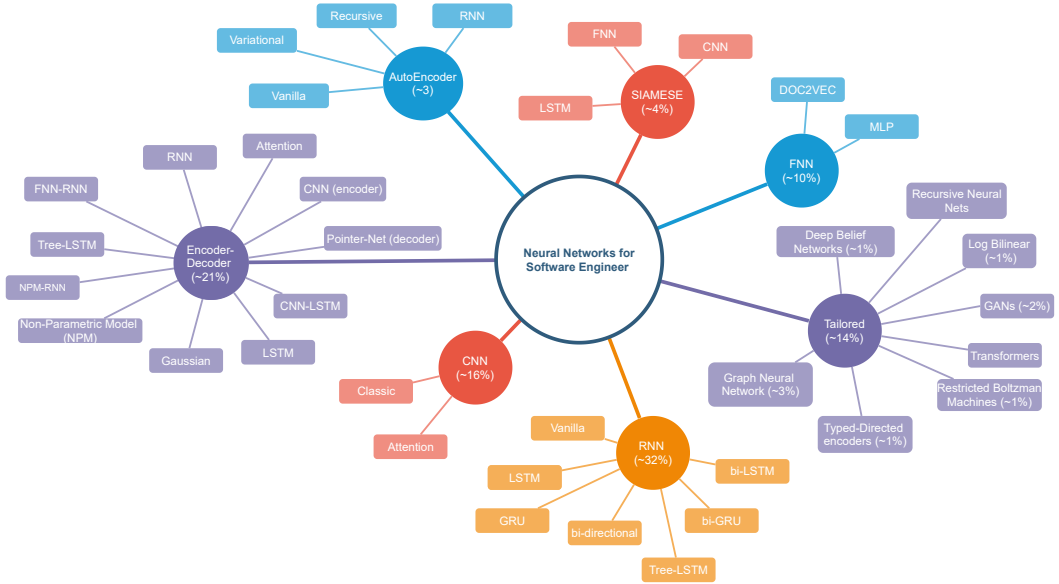 Recursive
RNN
Variational
AutoEncoder
(~3)
Vanilla
FNN
CNN
SIAMESE
(~4%)
LSTM
DOC2VEC
MLP
FNN
(~10%)
Attention
RNN
FNN-RNN
CNN (encoder)
Tree-LSTM
Pointer-Net (decoder)
Encoder-
Decoder
(~21%)
NPM-RNN
CNN-LSTM
Non-Parametric Model
(NPM)
Gaussian
LSTM
Neural Networks for
Software Engineer
Recursive Neural
Nets
Deep Belief
Networks (~1%)
Log Bilinear
(~1%)
GANs (~2%)
Tailored
(~14%)
Transformers
Graph Neural
Network (~3%)
Restricted Boltzman
Machines (~1%)
Typed-Directed
encoders (~1%)
CNN
(~16%)
Classic
Attention
Vanilla
RNN
(~32%)
LSTM
bi-LSTM
GRU
bi-GRU
bi-directional
Tree-LSTM